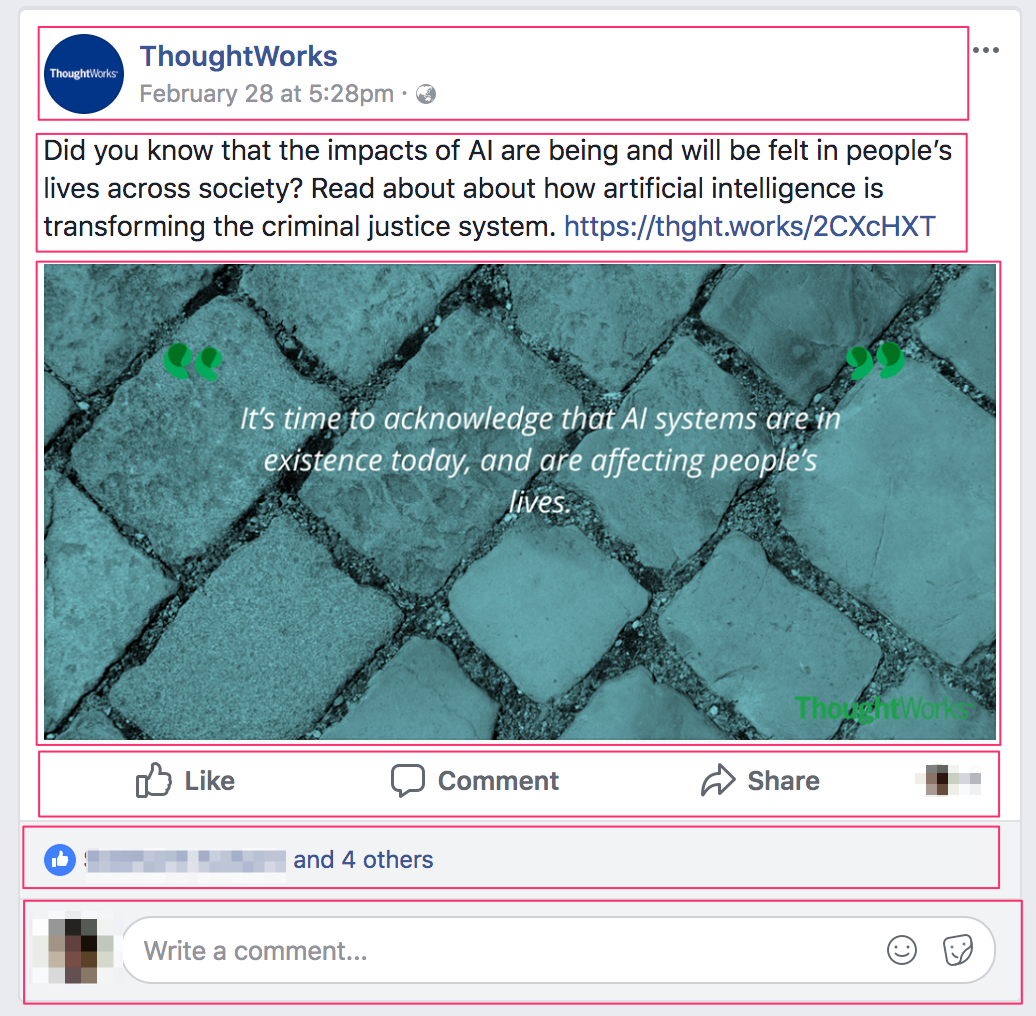 ThoughtWorks
ThoughtWorks
February 28 at 5:28pm ·
Did you know that the impacts of AI are being and will be felt in people's
lives across society? Read about about how artificial intelligence is
transforming the criminal justice system. https://thght.works/2CXcHXT
It's time to acknowledge that AI systems are in
existence today, and are affecting people's
lives.
ThoughtWorks
Like Comment Share
and 4 others
Write a comment...